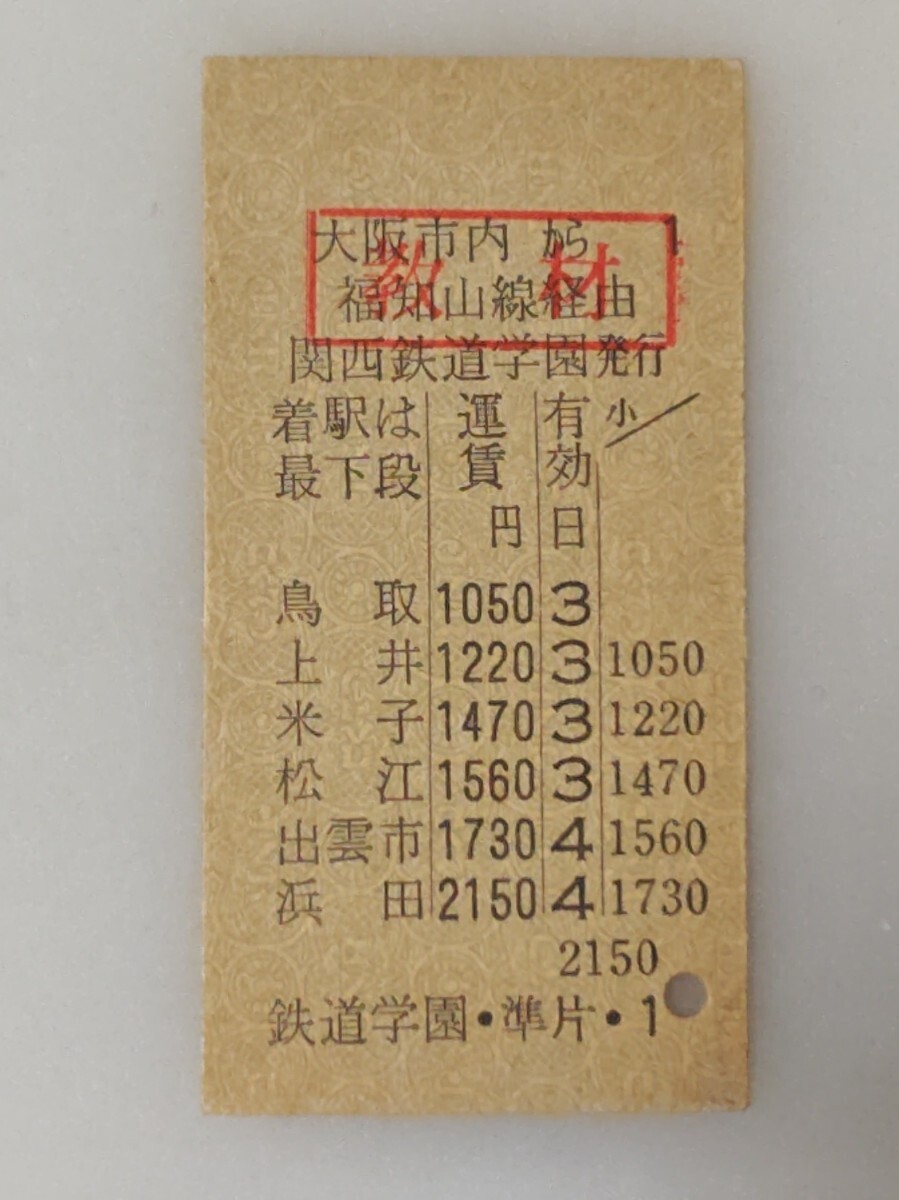 大阪市内 から 1
教材
福知山線経由
関西鉄道学園発行
着駅は 運賃 有効 小
最下段
円 日
鳥取 1050 3
上井 1220 3 1050
米子 1470 3 1220
松江 1560 3 1470
出雲市 1730 4 1560
浜田 2150 4 1730
2150
鉄道学園・準片・1